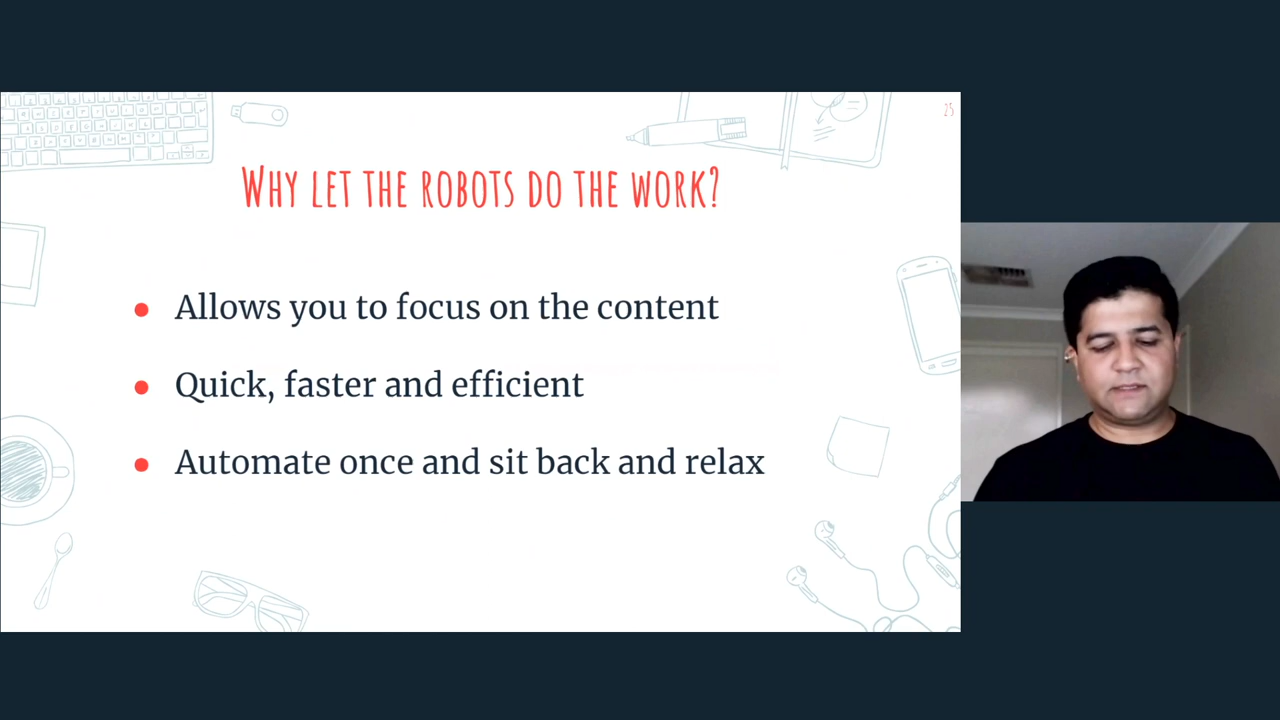 25
Why let the robots do the work?
Allows you to focus on the content
Quick, faster and efficient
Automate once and sit back and relax